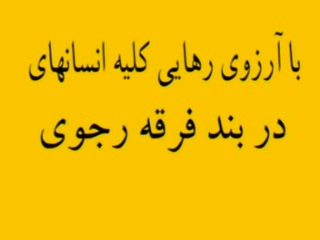 با آرزوی رهایی کلیه انسانهای
در بند فرقه رجوی